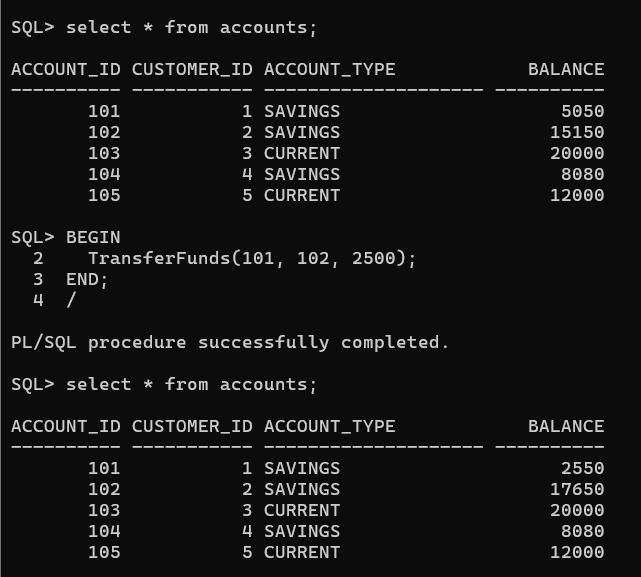 SQL> select * from accounts;
ACCOUNT_ID CUSTOMER_ID ACCOUNT_TYPE            BALANCE
---------- ----------- -------------------- ----------
       101           1 SAVINGS                    5050
       102           2 SAVINGS                   15150
       103           3 CURRENT                   20000
       104           4 SAVINGS                    8080
       105           5 CURRENT                   12000
SQL> BEGIN
  2    TransferFunds(101, 102, 2500);
  3  END;
  4  /
PL/SQL procedure successfully completed.
SQL> select * from accounts;
ACCOUNT_ID CUSTOMER_ID ACCOUNT_TYPE            BALANCE
---------- ----------- -------------------- ----------
       101           1 SAVINGS                    2550
       102           2 SAVINGS                   17650
       103           3 CURRENT                   20000
       104           4 SAVINGS                    8080
       105           5 CURRENT                   12000